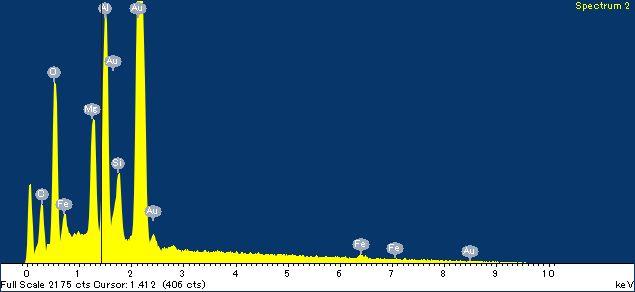 Spectrum 2
Al
Au
Au
O
Mg
Si
C
Fe
Au
Fe
Fe
Au
0 1 2 3 4 5 6 7 8 9 10
Full Scale 2175 cts Cursor: 1.412 (406 cts) keV